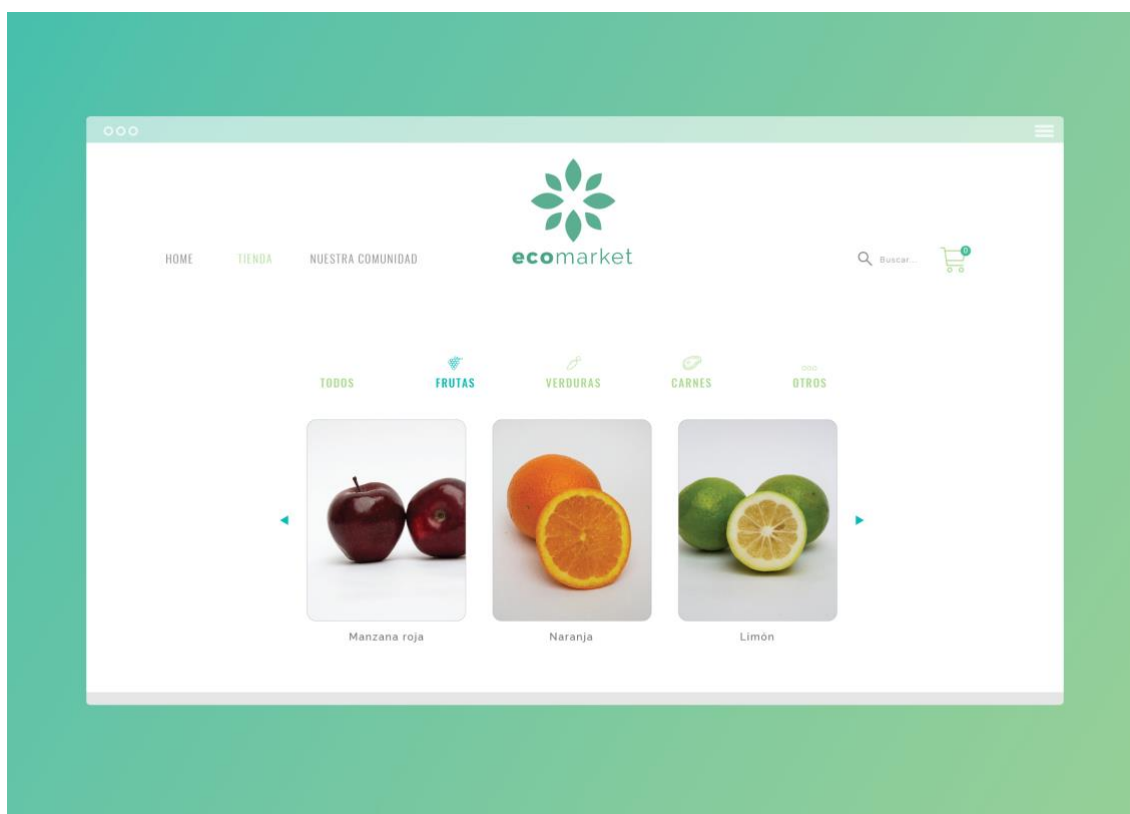 ecomarket
HOME TIENDA NUESTRA COMUNIDAD
Buscar...
0
TODOS FRUTAS VERDURAS CARNES OTROS
Manzana roja Naranja Limón